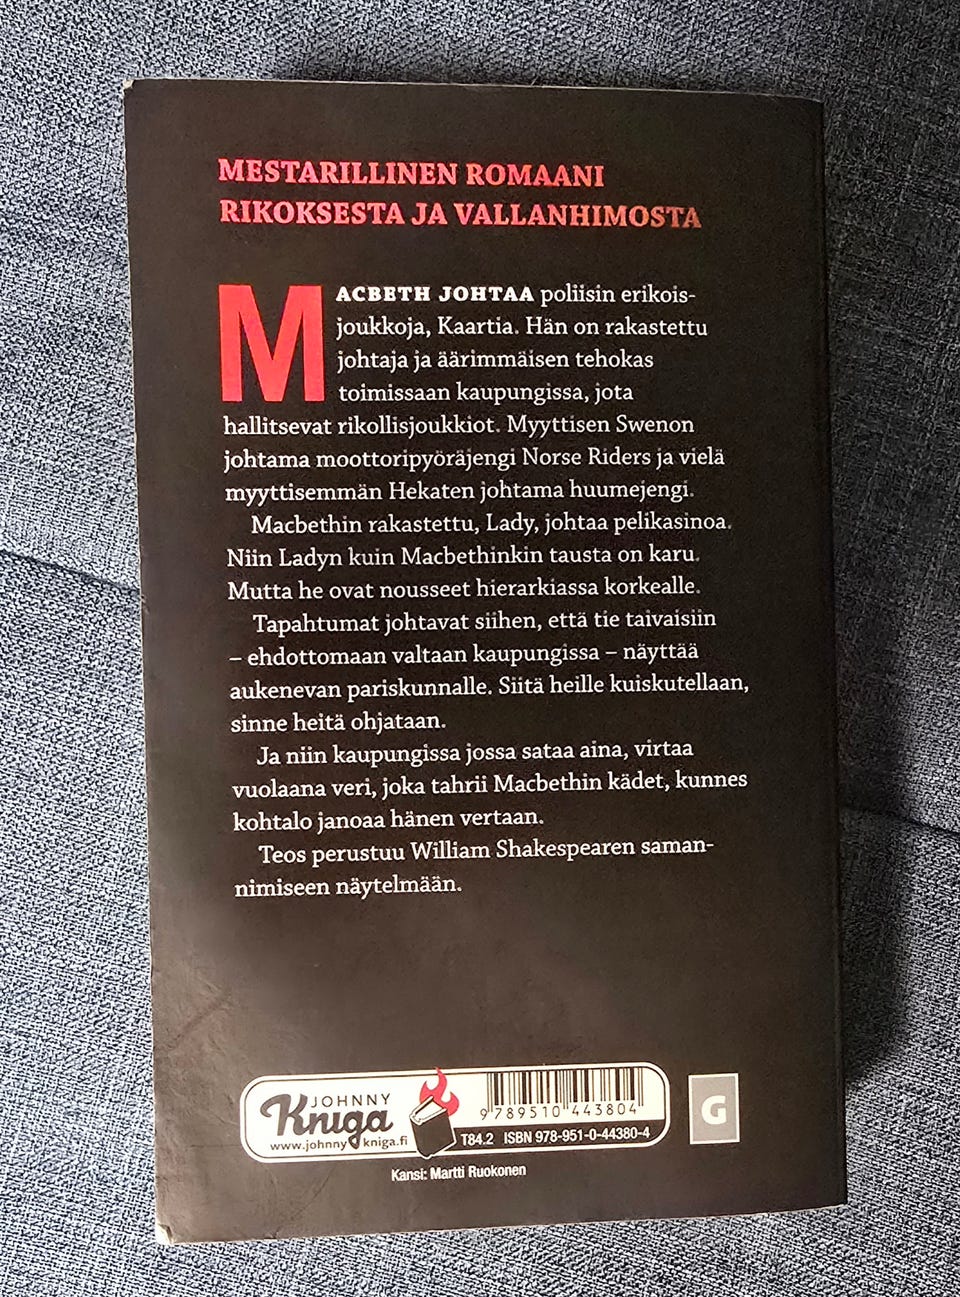 MESTARILLINEN ROMAANI
RIKOKSESTA JA VALLANHIMOSTA
MACBETH JOHTAA poliisin erikois-
joukkoja, Kaartia. Hän on rakastettu
johtaja ja äärimmäisen tehokas
toimissaan kaupungissa, jota
hallitsevat rikollisjoukkiot. Myyttisen Swenon
johtama moottoripyöräjengi Norse Riders ja vielä
myyttisemmän Hekaten johtama huumejengi.
Macbethin rakastettu, Lady, johtaa pelikasinoa.
Niin Ladyn kuin Macbethinkin tausta on karu.
Mutta he ovat nousseet hierarkiassa korkealle.
Tapahtumat johtavat siihen, että tie taivaisiin
– ehdottomaan valtaan kaupungissa – näyttää
aukenevan pariskunnalle. Siitä heille kuiskutellaan,
sinne heitä ohjataan.
Ja niin kaupungissa jossa sataa aina, virtaa
vuolaana veri, joka tahrii Macbethin kädet, kunnes
kohtalo janoaa hänen vertaan.
Teos perustuu William Shakespearen saman-
nimiseen näytelmään.
JOHNNY
Kniga
www.johnnykniga.fi
9 789510 443804
T84.2 ISBN 978-951-0-44380-4
G
Kansi: Martti Ruokonen